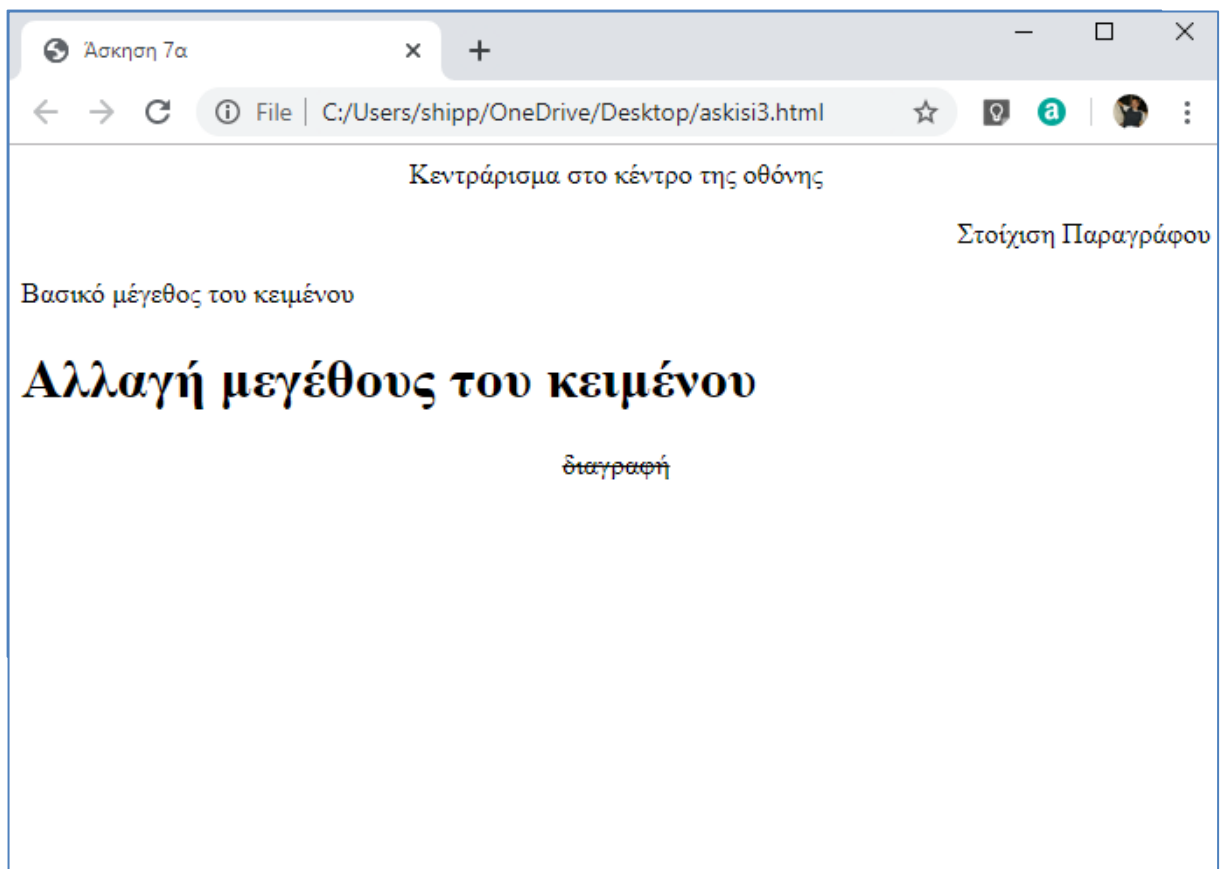 Άσκηση 7α
File C:/Users/shipp/OneDrive/Desktop/askisi3.html a
Κεντράρισμα στο κέντρο της οθόνης
Στοίχιση Παραγράφου
Βασικό μέγεθος του κειμένου
Αλλαγή μεγέθους του κειμένου
διαγραφή